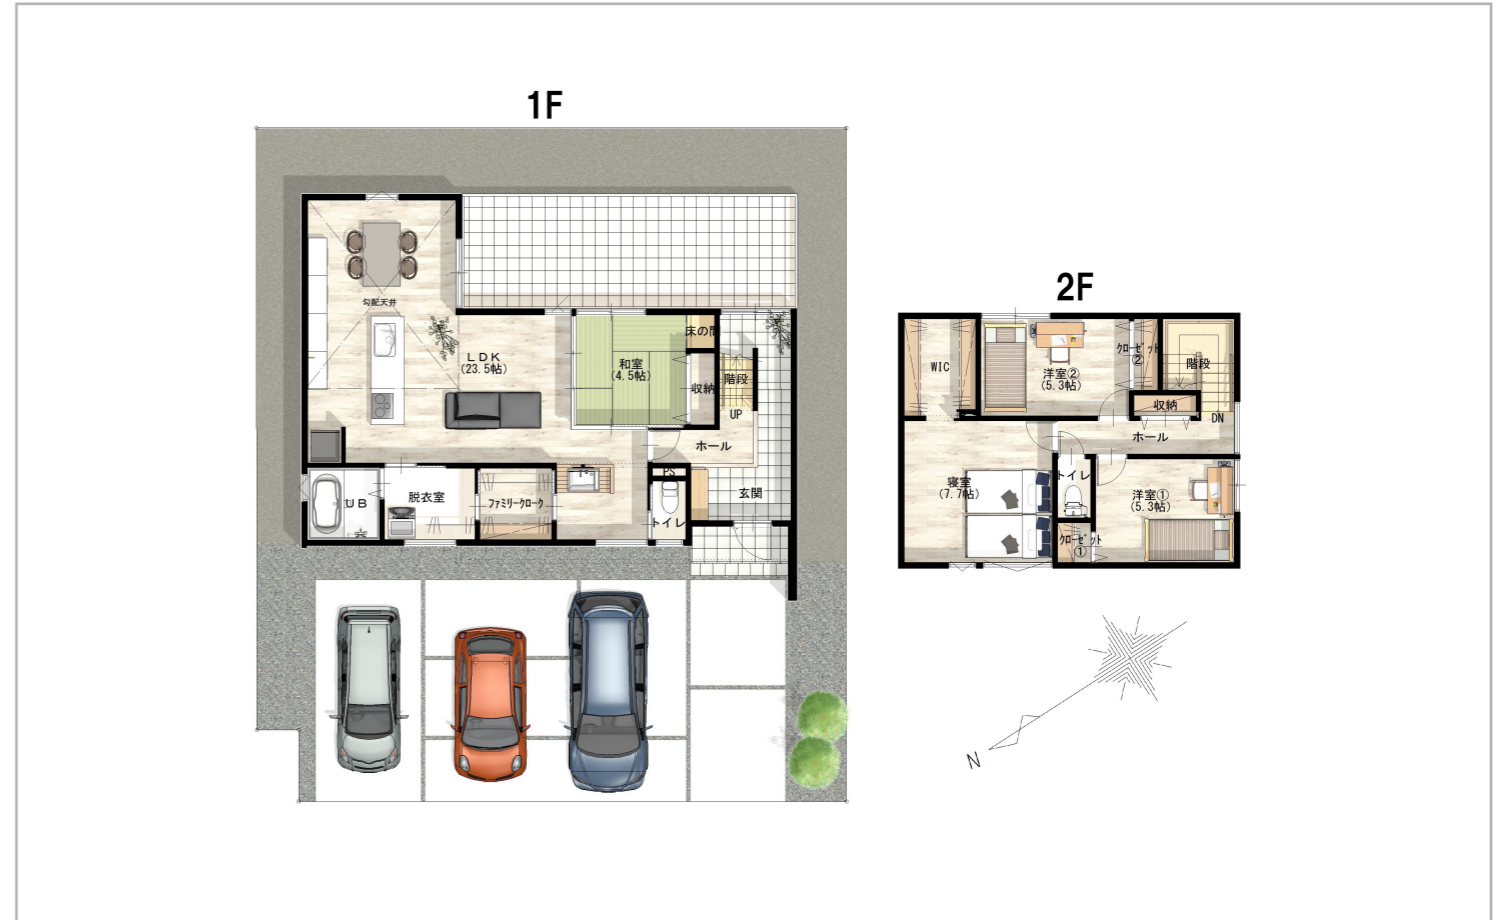 1F
勾配天井
LDK
(23.5帖)
和室
(4.5帖)
床の間
収納
階段
UP
ホール
玄関
PS
トイレ
ファミリークローク
脱衣室
UB
2F
WIC
洋室②
(5.3帖)
クローゼット
②
階段
収納
DN
ホール
寝室
(7.7帖)
トイレ
洋室①
(5.3帖)
クローゼット
①
N